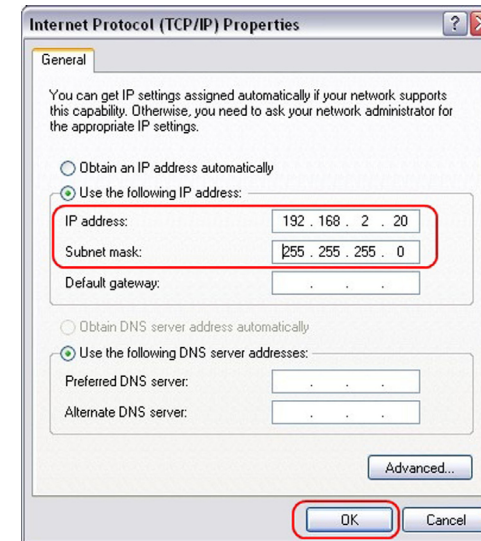 Internet Protocol (TCP/IP) Properties
General
You can get IP settings assigned automatically if your network supports
this capability. Otherwise, you need to ask your network administrator for
the appropriate IP settings.
Obtain an IP address automatically
Use the following IP address:
IP address: 192 . 168 . 2 . 20
Subnet mask: 255 . 255 . 255 . 0
Default gateway: . . .
Obtain DNS server address automatically
Use the following DNS server addresses:
Preferred DNS server: . . .
Alternate DNS server: . . .
Advanced...
OK Cancel